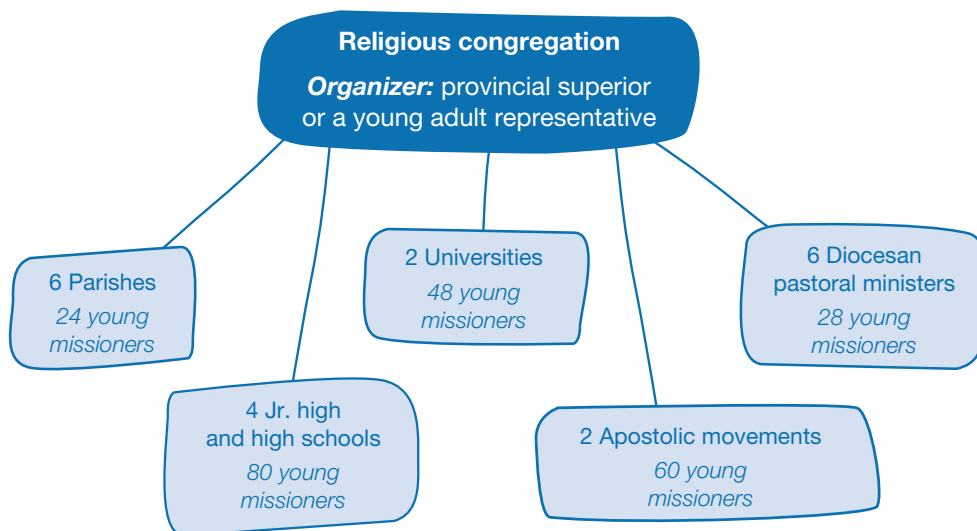 Religious congregation
Organizer: provincial superior
or a young adult representative
6 Parishes
24 young
missioners
2 Universities
48 young
missioners
6 Diocesan
pastoral ministers
28 young
missioners
4 Jr. high
and high schools
80 young
missioners
2 Apostolic movements
60 young
missioners